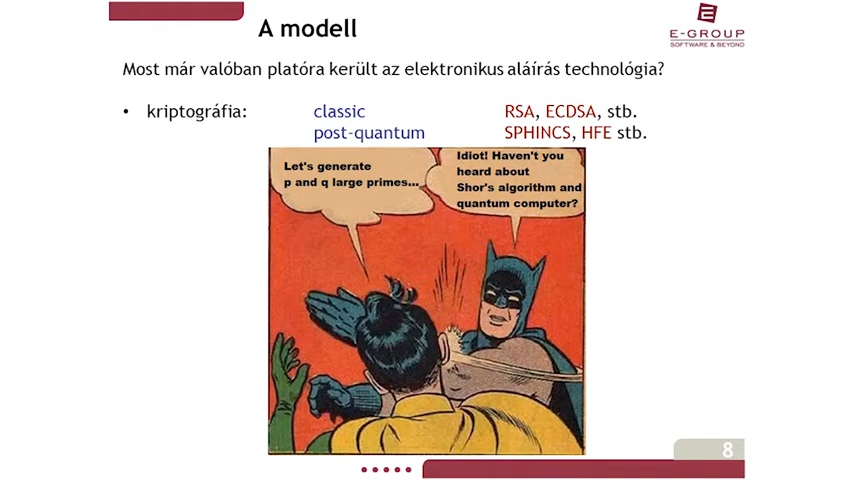 A modell
E-GROUP
SOFTWARE & BEYOND
Most már valóban platóra került az elektronikus aláírás technológia?
• kriptográfia: classic RSA, ECDSA, stb.
post-quantum SPHINCS, HFE stb.
Let's generate
p and q large primes...
Idiot! Haven't you
heard about
Shor's algorithm and
quantum computer?
8